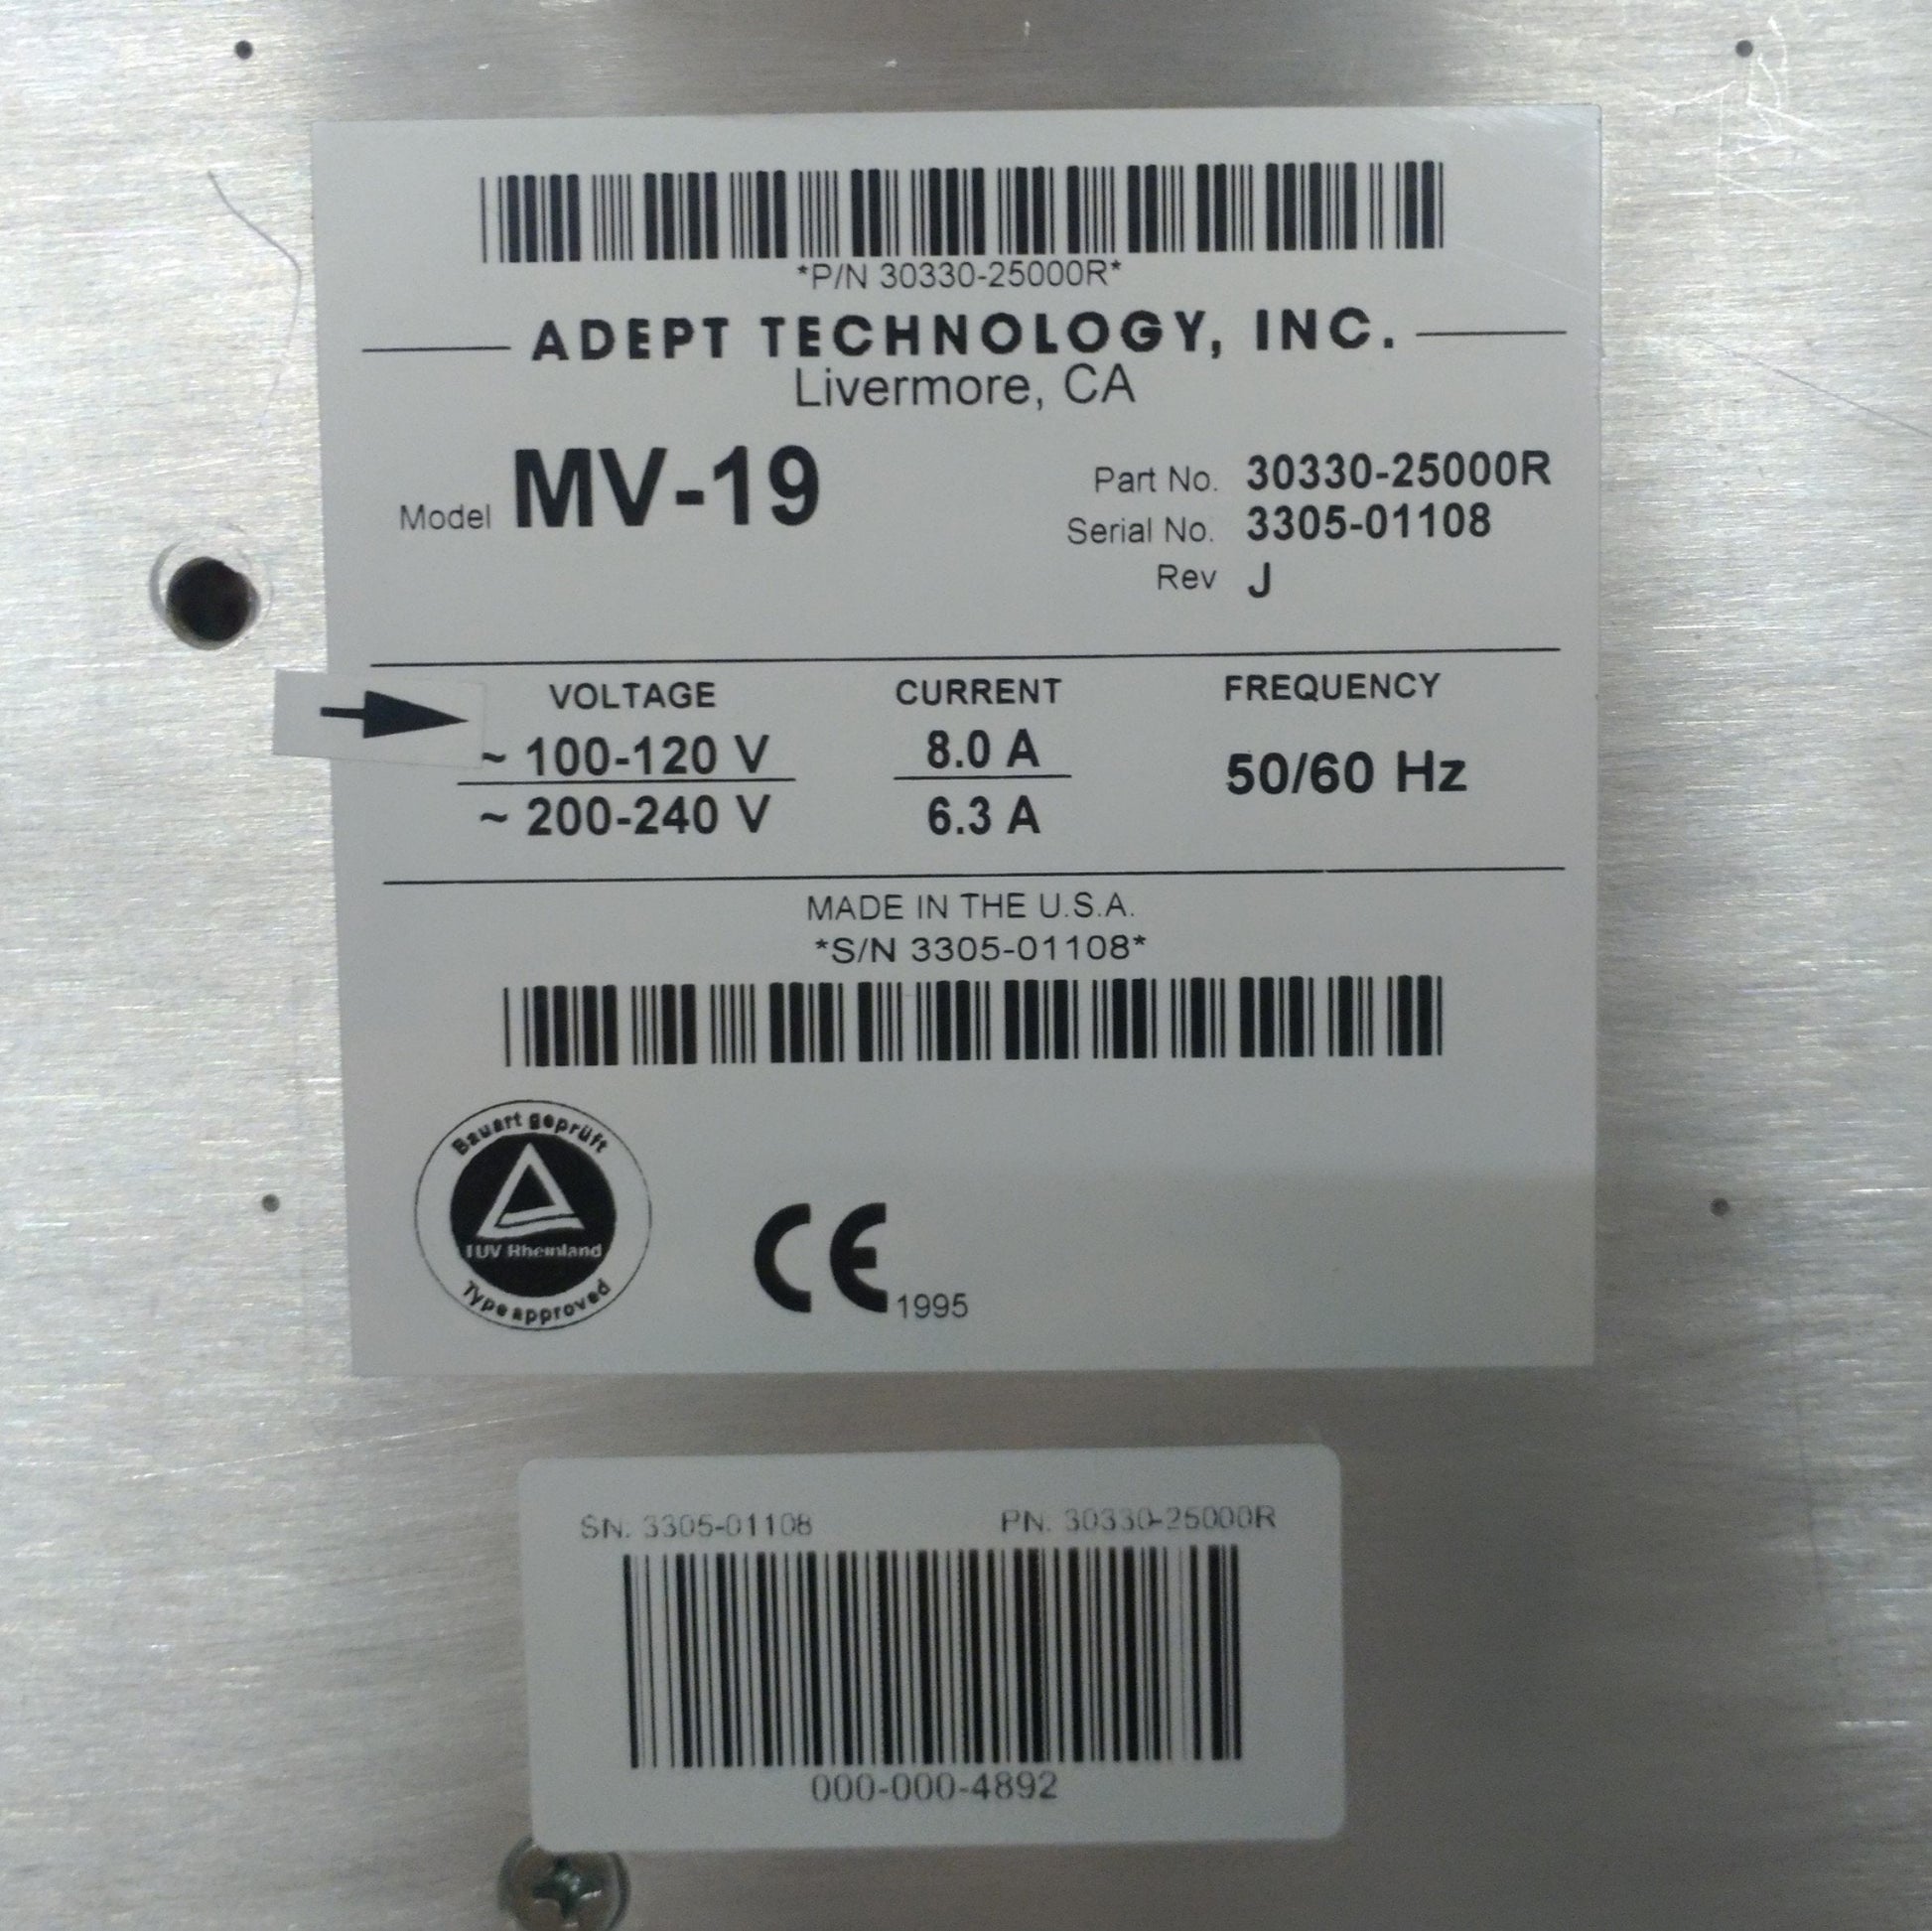 *P/N 30330-25000R*
ADEPT TECHNOLOGY, INC.
Livermore, CA
Model MV-19
Part No. 30330-25000R
Serial No. 3305-01108
Rev J
VOLTAGE CURRENT FREQUENCY
~ 100-120 V 8.0 A 50/60 Hz
~ 200-240 V 6.3 A
MADE IN THE U.S.A.
*S/N 3305-01108*
Bauart geprüft
TÜV Rheinland
Type approved
CE 1995
SN: 3305-01108 PN. 30330-25000R
000-000-4892